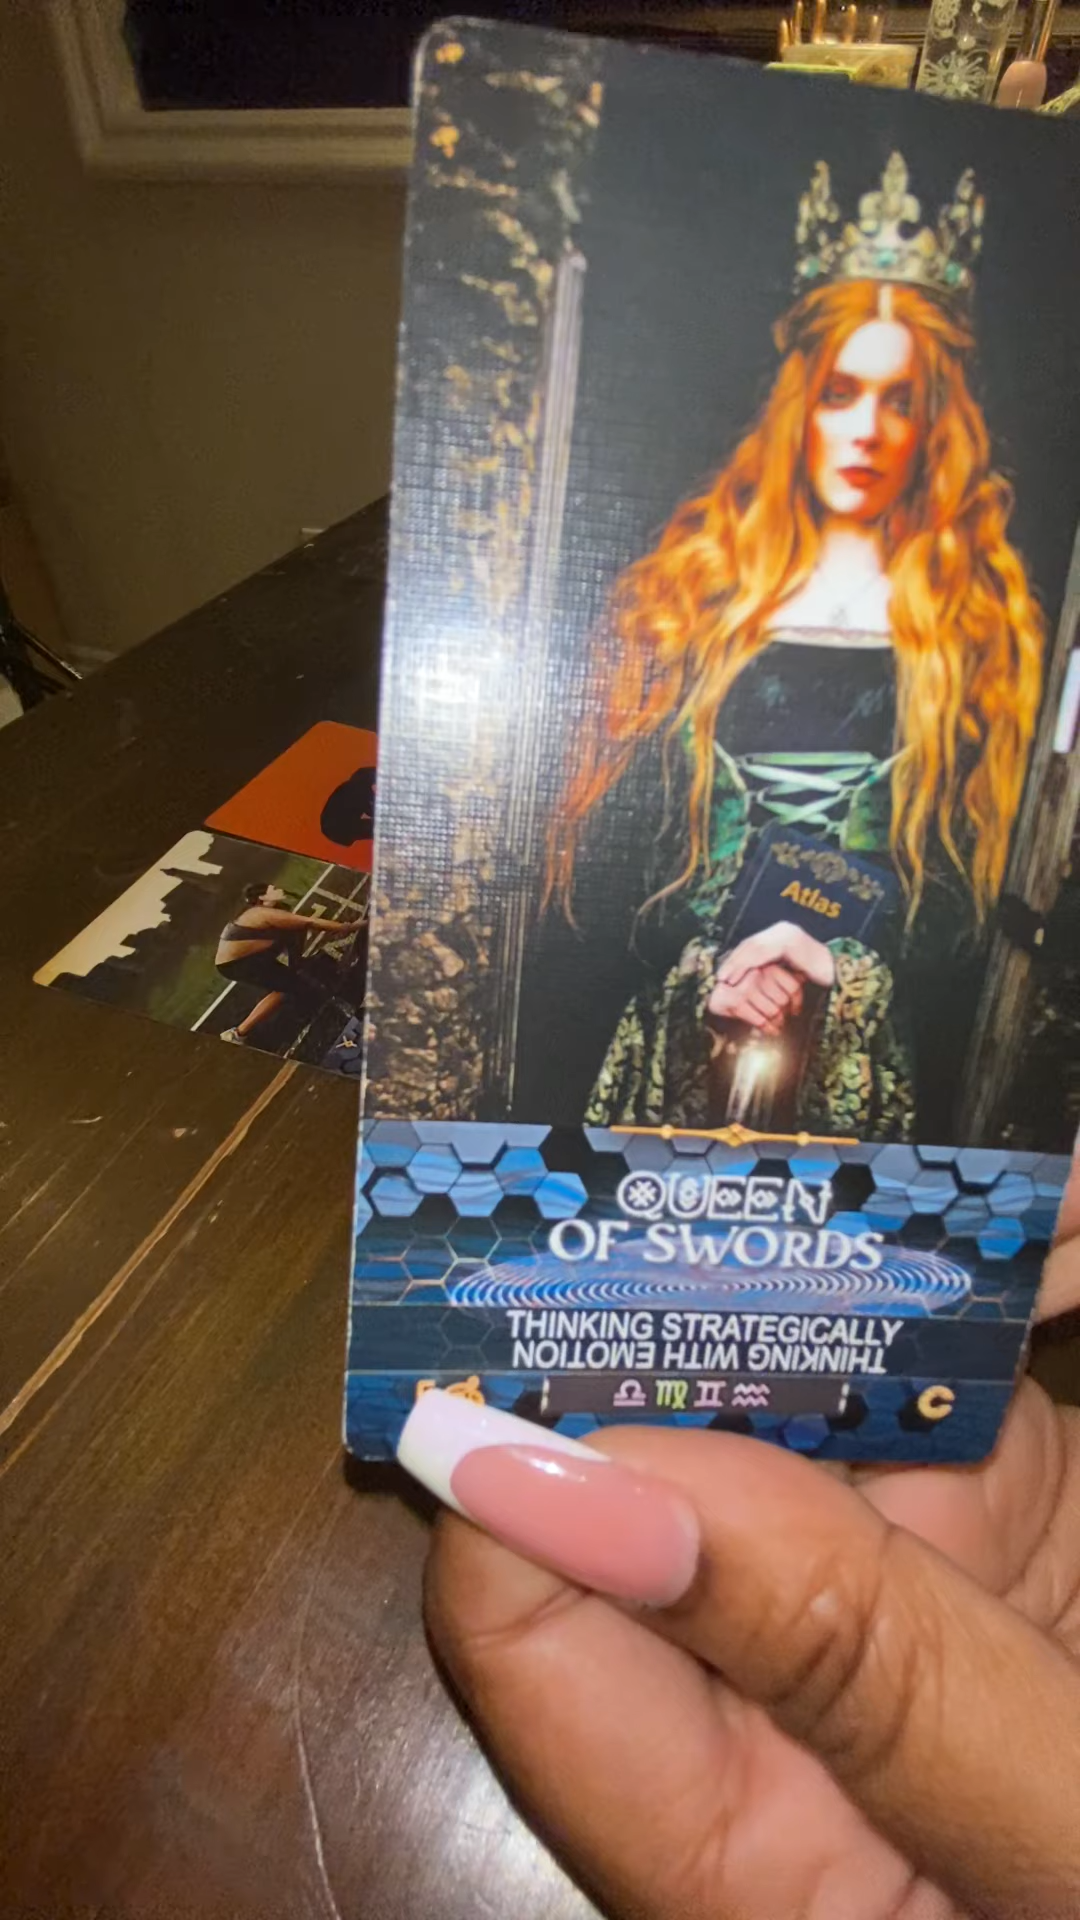 Atlas
QUEEN
OF SWORDS
THINKING STRATEGICALLY
THINKING WITH EMOTION
♎ ♍ ♊ ♒
C